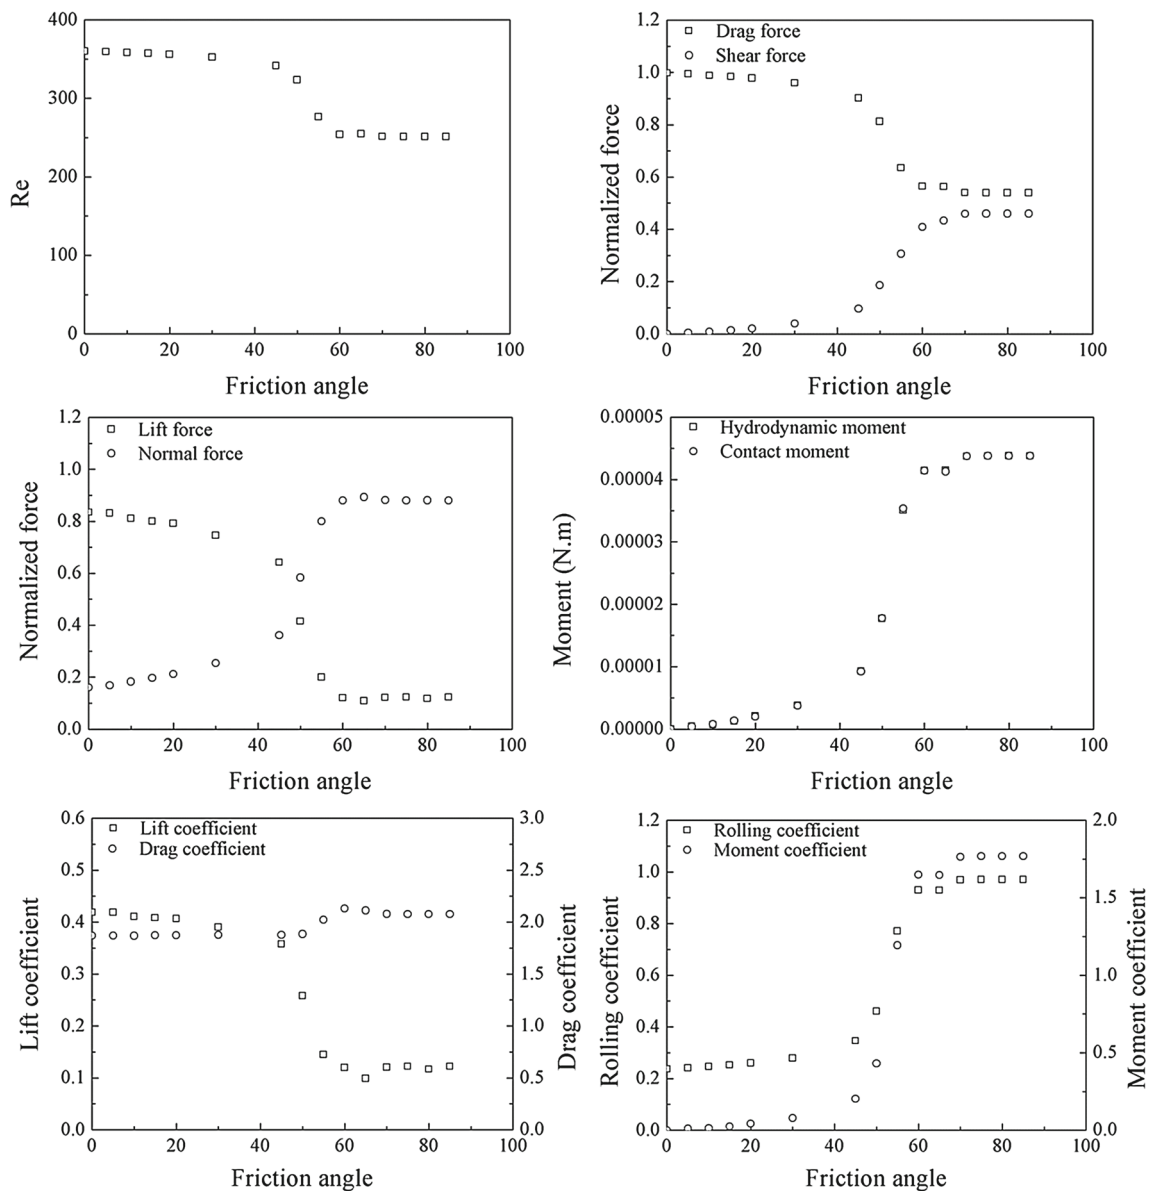 400
300
200
100
0
0 20 40 60 80 100
Re
Friction angle
1.2
1.0
0.8
0.6
0.4
0.2
0.0
0 20 40 60 80 100
Normalized force
Friction angle
Drag force
Shear force
1.2
1.0
0.8
0.6
0.4
0.2
0.0
0 20 40 60 80 100
Normalized force
Friction angle
Lift force
Normal force
0.00005
0.00004
0.00003
0.00002
0.00001
0.00000
0 20 40 60 80 100
Moment (N.m)
Friction angle
Hydrodynamic moment
Contact moment
0.6
0.5
0.4
0.3
0.2
0.1
0.0
0 20 40 60 80 100
3.0
2.5
2.0
1.5
1.0
0.5
0.0
Lift coefficient
Drag coefficient
Friction angle
Lift coefficient
Drag coefficient
1.2
1.0
0.8
0.6
0.4
0.2
0.0
0 20 40 60 80 100
2.0
1.5
1.0
0.5
0.0
Rolling coefficient
Moment coefficient
Friction angle
Rolling coefficient
Moment coefficient